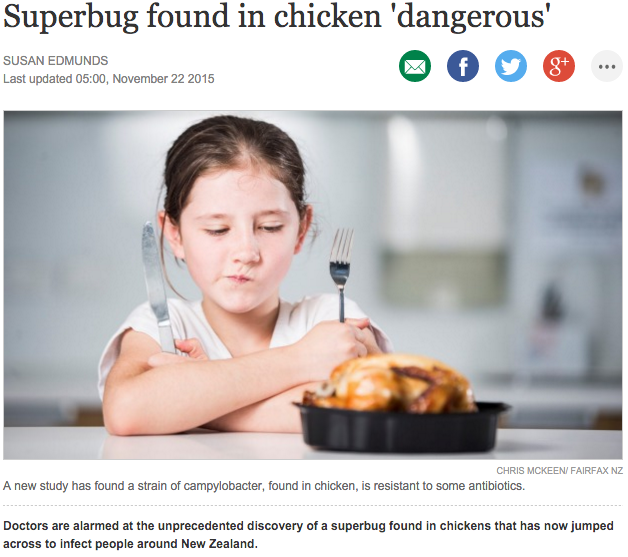 Superbug found in chicken 'dangerous'
SUSAN EDMUNDS
Last updated 05:00, November 22 2015
f
g+
CHRIS MCKEEN/ FAIRFAX NZ
A new study has found a strain of campylobacter, found in chicken, is resistant to some antibiotics.
Doctors are alarmed at the unprecedented discovery of a superbug found in chickens that has now jumped
across to infect people around New Zealand.